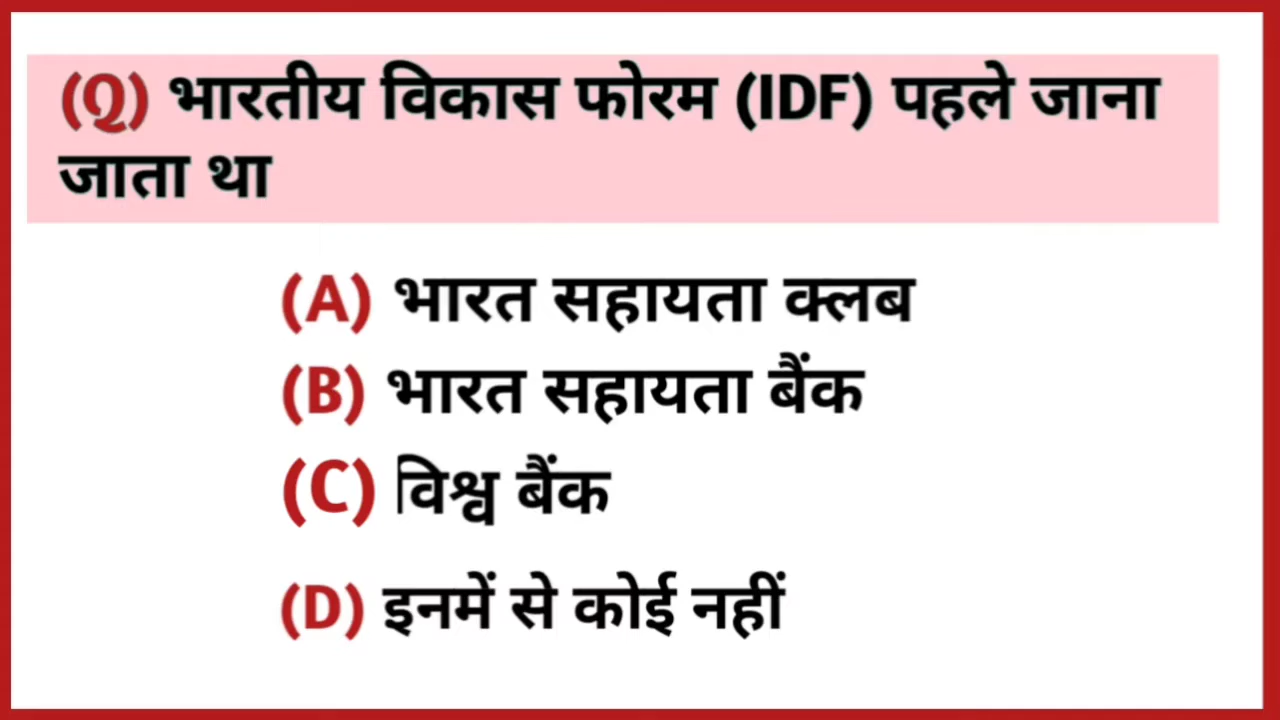 (Q) भारतीय विकास फोरम (IDF) पहले जाना
जाता था
(A) भारत सहायता क्लब
(B) भारत सहायता बैंक
(C) विश्व बैंक
(D) इनमें से कोई नहीं